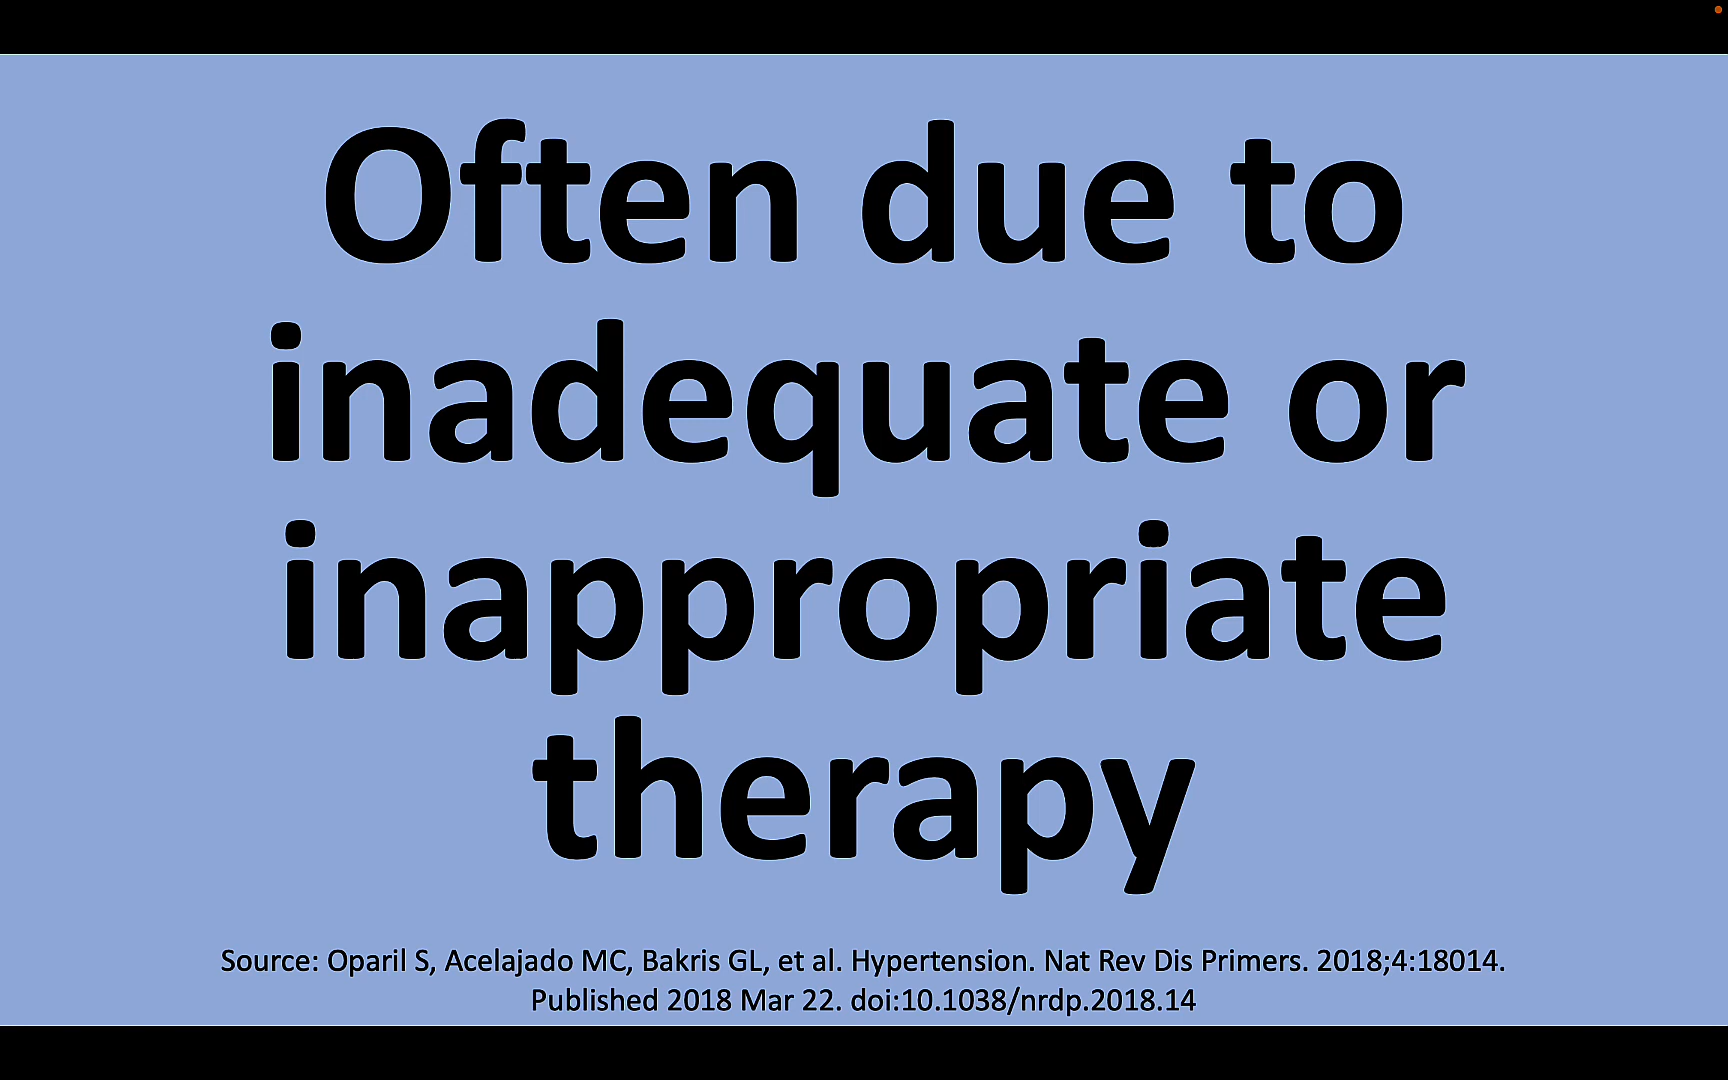 Often due to
inadequate or
inappropriate
therapy
Source: Oparil S, Acelajado MC, Bakris GL, et al. Hypertension. Nat Rev Dis Primers. 2018;4:18014.
Published 2018 Mar 22. doi:10.1038/nrdp.2018.14